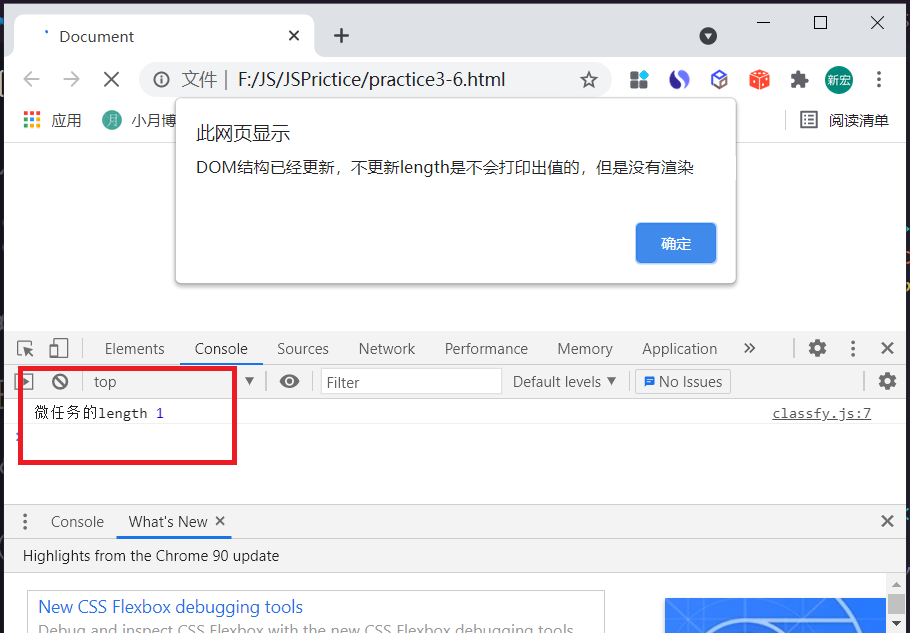 Document
文件 | F:/JS/JSPrictice/practice3-6.html
新宏
应用
月
小月博
阅读清单
此网页显示
DOM结构已经更新，不更新length是不会打印出值的，但是没有渲染
确定
Elements Console Sources Network Performance Memory Application
top Filter Default levels No Issues
微任务的length 1 classfy.js:7
Console What's New
Highlights from the Chrome 90 update
New CSS Flexbox debugging tools
Debug and inspect CSS Flexbox with the new CSS Flexbox debugging tools.